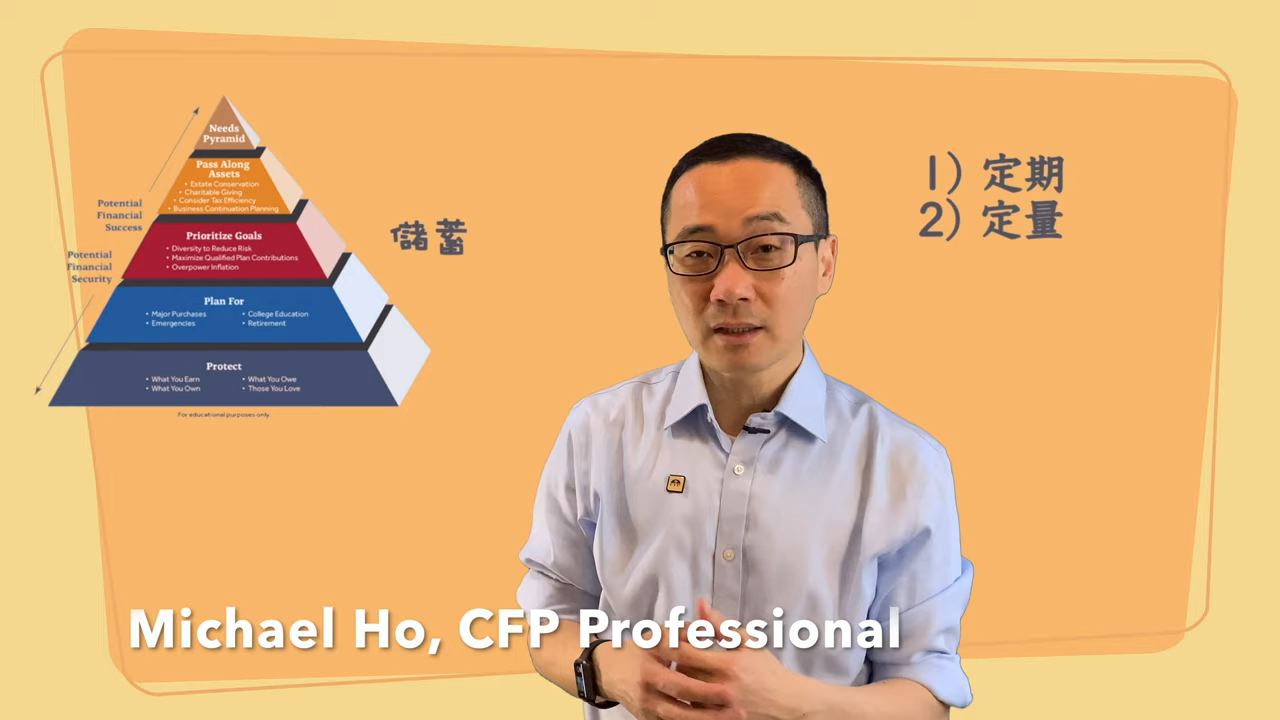 Needs
Pyramid
Pass Along
Assets
• Estate Conservation
• Charitable Giving
• Consider Tax Efficiency
• Business Continuation Planning
Potential
Financial
Success
Prioritize Goals
• Diversity to Reduce Risk
• Maximize Qualified Plan Contributions
• Overpower Inflation
Potential
Financial
Security
Plan For
• Major Purchases
• Emergencies
• College Education
• Retirement
Protect
• What You Earn
• What You Own
• What You Owe
• Those You Love
For educational purposes only.
儲蓄
1) 定期
2) 定量
Michael Ho, CFP Professional